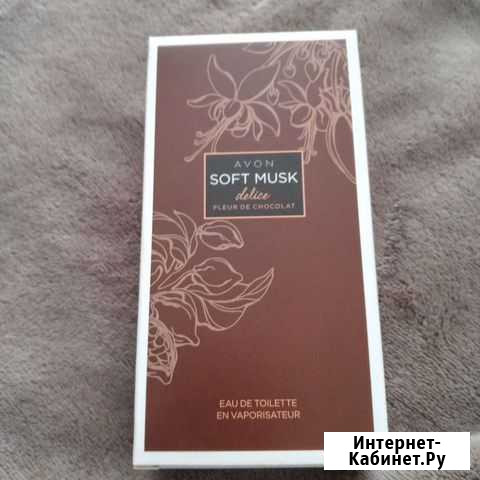 AVON
SOFT MUSK
delice
FLEUR DE CHOCOLAT
EAU DE TOILETTE
EN VAPORISATEUR
Интернет-
Кабинет.Ру